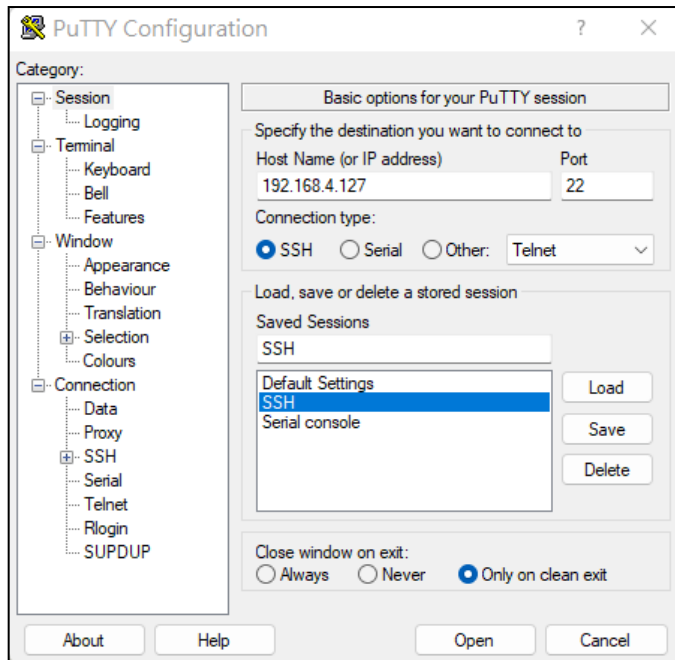 PuTTY Configuration
?
Category:
Session
Logging
Terminal
Keyboard
Bell
Features
Window
Appearance
Behaviour
Translation
Selection
Colours
Connection
Data
Proxy
SSH
Serial
Telnet
Rlogin
SUPDUP
Basic options for your PuTTY session
Specify the destination you want to connect to
Host Name (or IP address) Port
192.168.4.127 22
Connection type:
SSH Serial Other: Telnet
Load, save or delete a stored session
Saved Sessions
SSH
Default Settings
SSH
Serial console
Load
Save
Delete
Close window on exit:
Always Never Only on clean exit
About Help Open Cancel